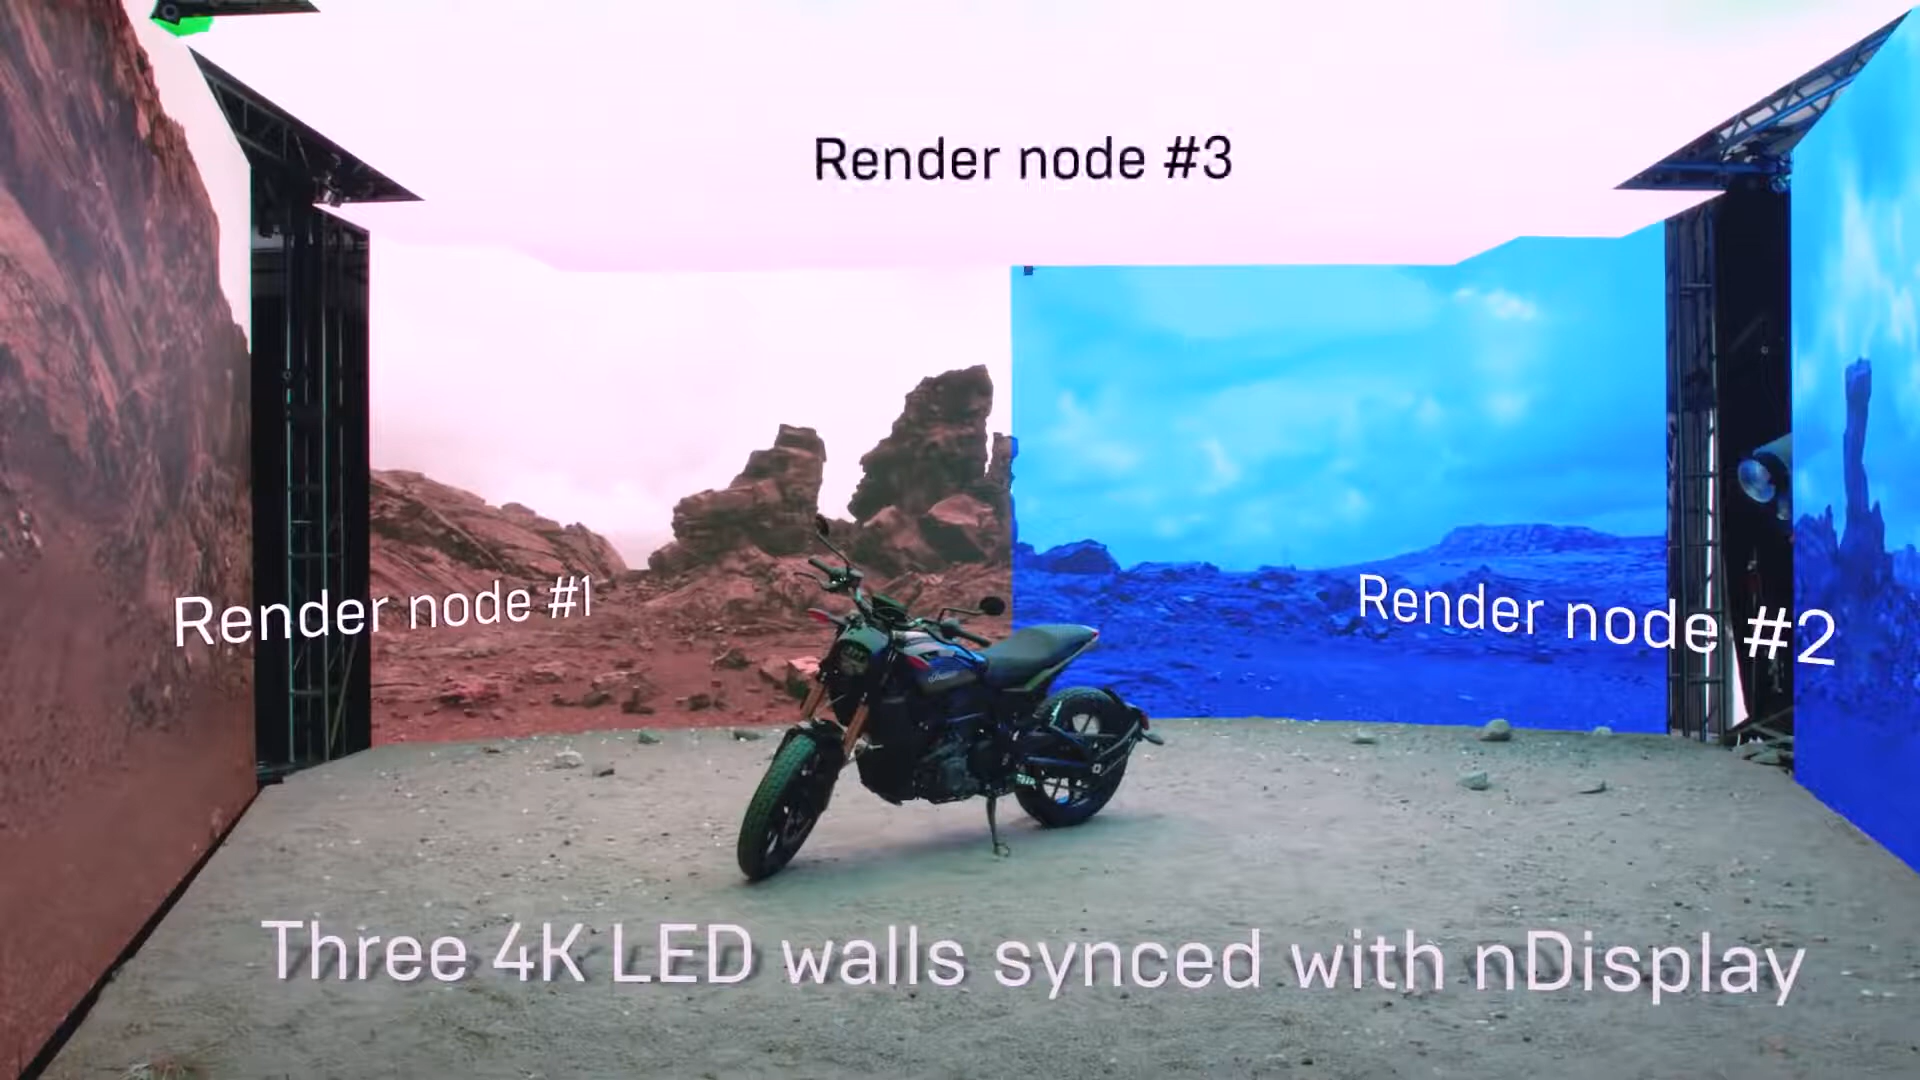 Render node #3
Render node #1
Render node #2
Three 4K LED walls synced with nDisplay